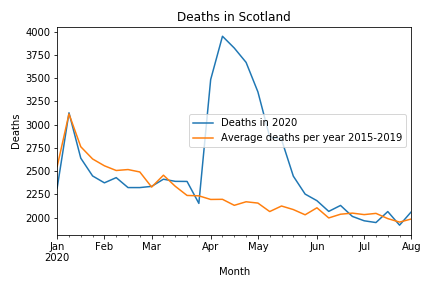 Deaths in Scotland
4000
3750
3500
3250
3000
2750
2500
2250
2000
Deaths
Deaths in 2020
Average deaths per year 2015-2019
Jan Feb Mar Apr May Jun Jul Aug
2020
Month